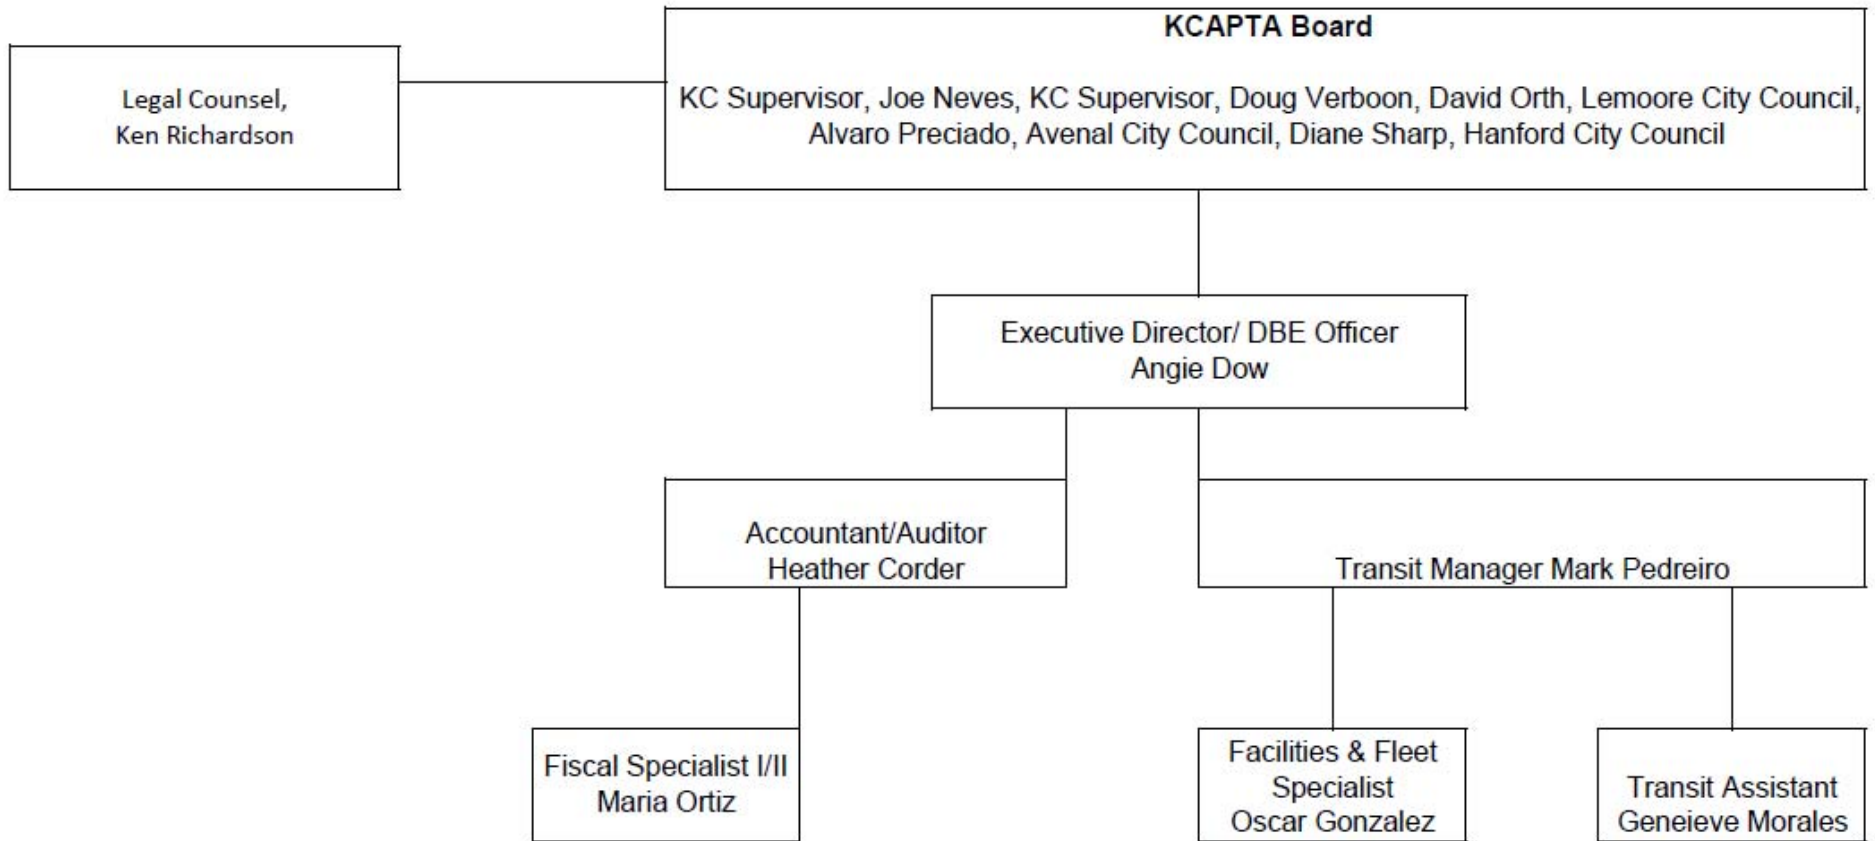 KCAPTA Board
KC Supervisor, Joe Neves, KC Supervisor, Doug Verboon, David Orth, Lemoore City Council,
Alvaro Preciado, Avenal City Council, Diane Sharp, Hanford City Council
Legal Counsel,
Ken Richardson
Executive Director/ DBE Officer
Angie Dow
Accountant/Auditor
Heather Corder
Transit Manager Mark Pedreiro
Fiscal Specialist I/II
Maria Ortiz
Facilities & Fleet
Specialist
Oscar Gonzalez
Transit Assistant
Geneieve Morales